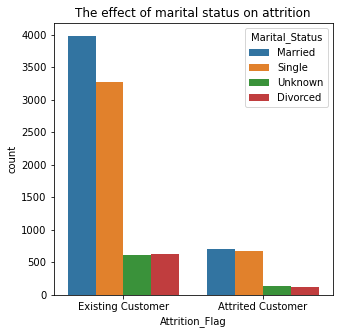 The effect of marital status on attrition
Marital_Status
Married
Single
Unknown
Divorced
4000
3500
3000
2500
2000
1500
1000
500
0
count
Existing Customer
Attrited Customer
Attrition_Flag